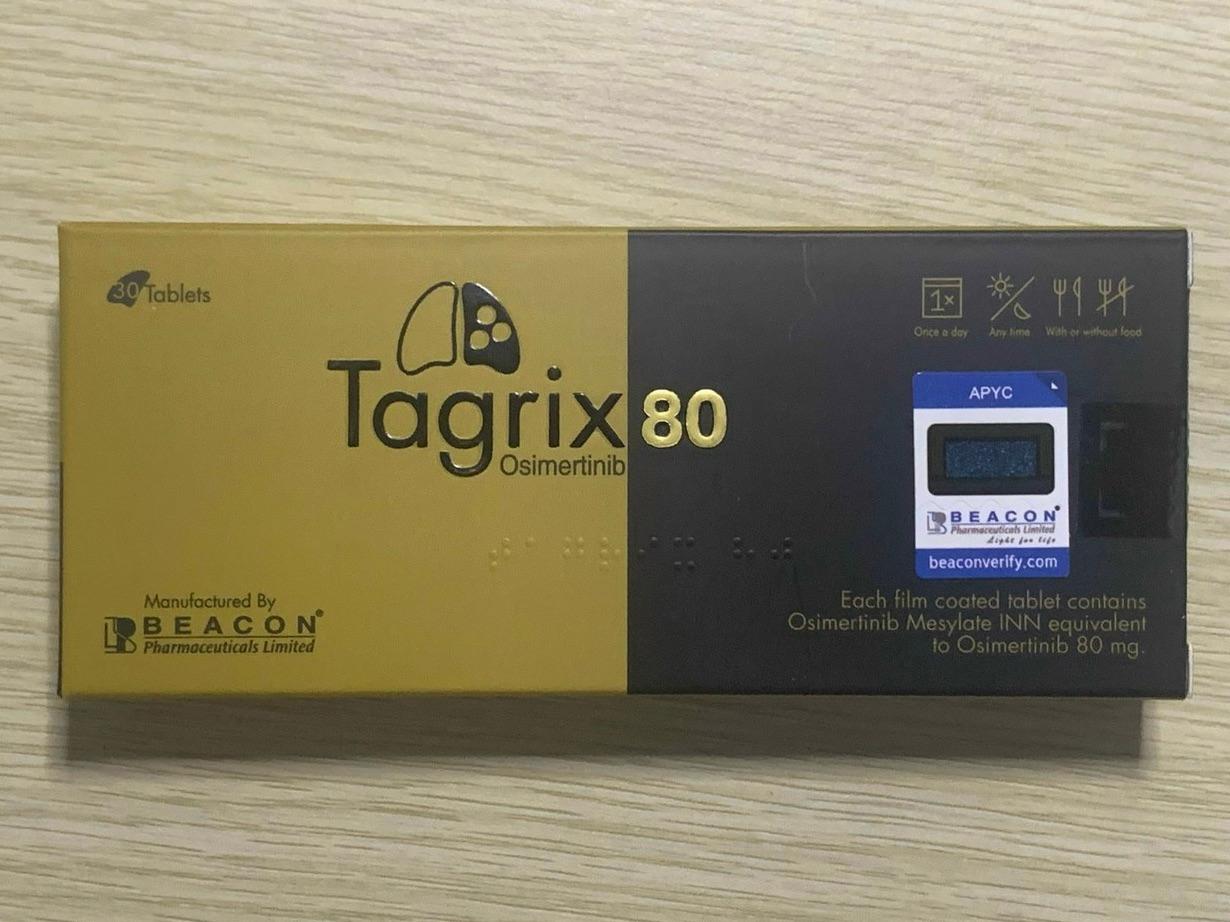 30 Tablets
Tagrix 80
Osimertinib
Manufactured By
BEACON®
Pharmaceuticals Limited
1x
Once a day
Any time
With or without food
APYC
BEACON
Pharmaceuticals Limited
Light for life
beaconverify.com
Each film coated tablet contains
Osimertinib Mesylate INN equivalent
to Osimertinib 80 mg.